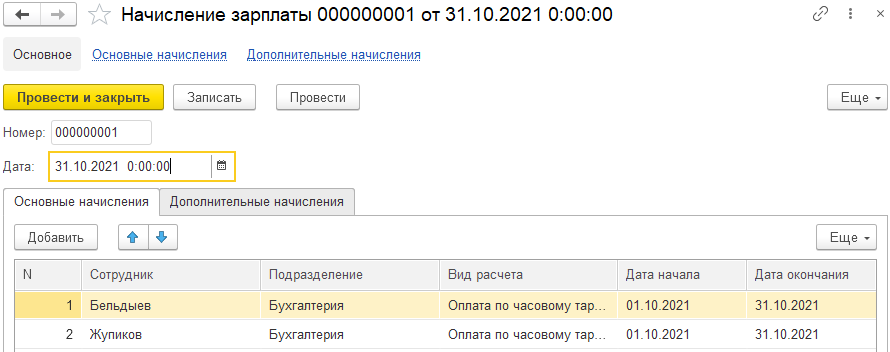 Начисление зарплаты 000000001 от 31.10.2021 0:00:00
Основное Основные начисления Дополнительные начисления
Провести и закрыть Записать Провести Еще
Номер: 000000001
Дата: 31.10.2021 0:00:00
Основные начисления Дополнительные начисления
Добавить Еще
N Сотрудник Подразделение Вид расчета Дата начала Дата окончания
1 Бельдыев Бухгалтерия Оплата по часовому тар... 01.10.2021 31.10.2021
2 Жупиков Бухгалтерия Оплата по часовому тар... 01.10.2021 31.10.2021